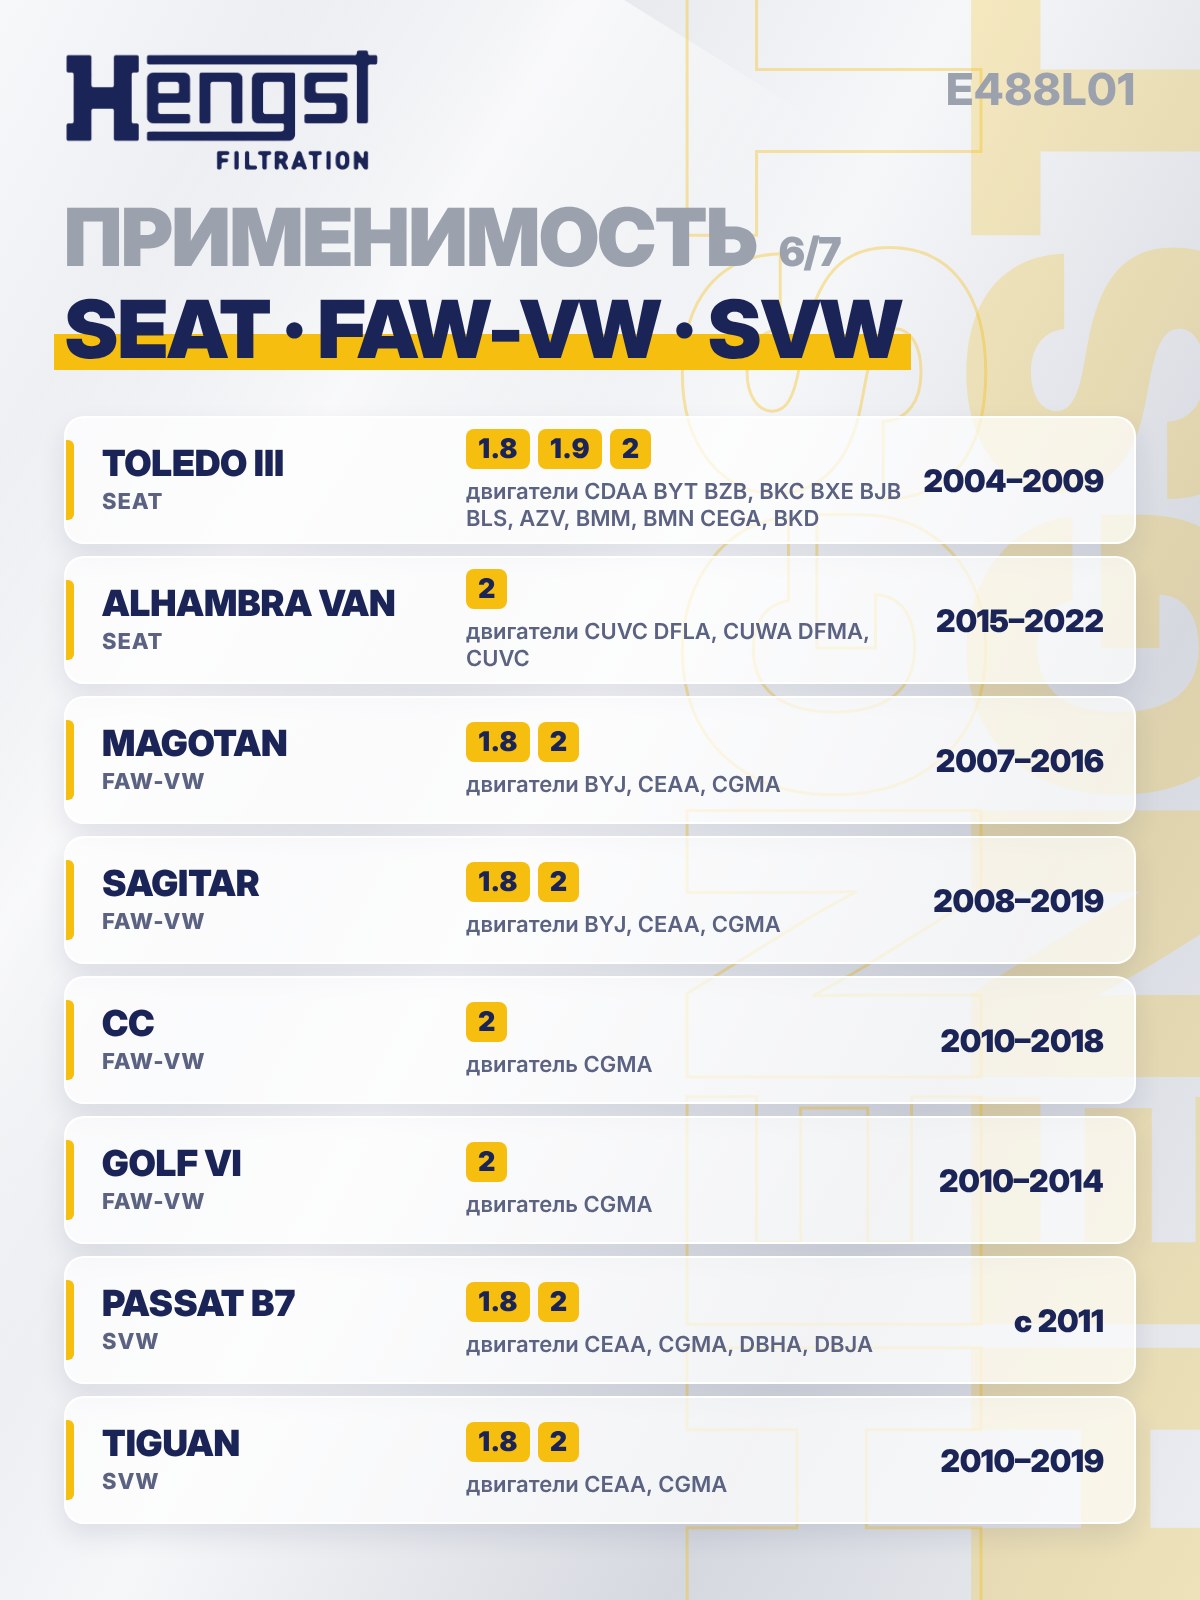 Hengst
FILTRATION
E488L01
ПРИМЕНИМОСТЬ 6/7
SEAT · FAW-VW · SVW
TOLEDO III
SEAT
1.8 1.9 2
двигатели CDAA BYT BZB, BKC BXE BJB
BLS, AZV, BMM, BMN CEGA, BKD
2004–2009
ALHAMBRA VAN
SEAT
2
двигатели CUVC DFLA, CUWA DFMA,
CUVC
2015–2022
MAGOTAN
FAW-VW
1.8 2
двигатели BYJ, CEAA, CGMA
2007–2016
SAGITAR
FAW-VW
1.8 2
двигатели BYJ, CEAA, CGMA
2008–2019
CC
FAW-VW
2
двигатель CGMA
2010–2018
GOLF VI
FAW-VW
2
двигатель CGMA
2010–2014
PASSAT B7
SVW
1.8 2
двигатели CEAA, CGMA, DBHA, DBJA
с 2011
TIGUAN
SVW
1.8 2
двигатели CEAA, CGMA
2010–2019
HENGST
HENGST